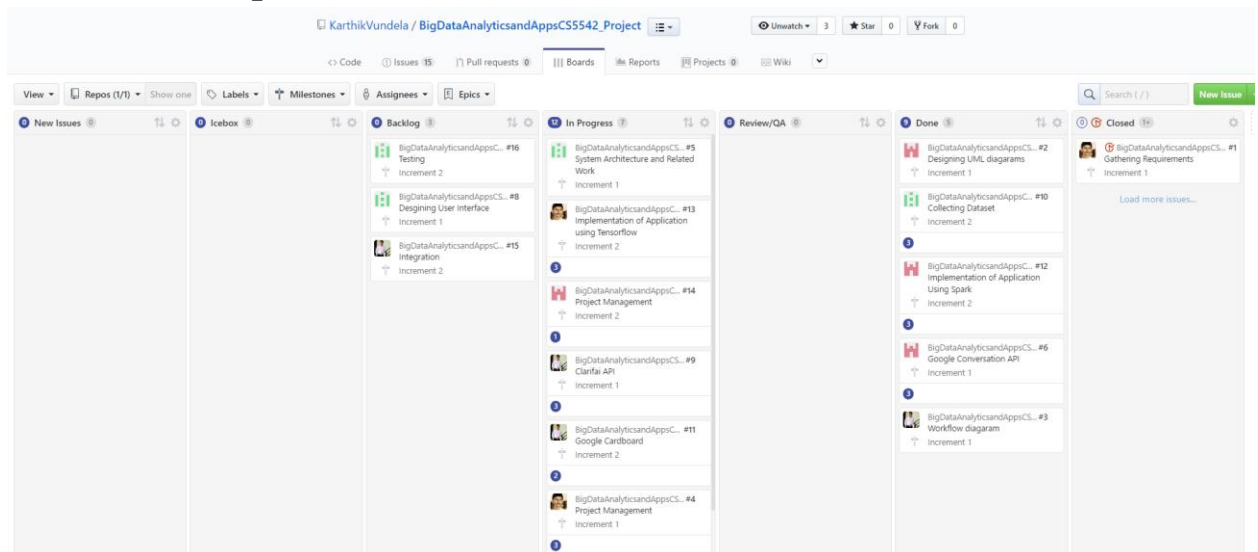 KarthikVundela / BigDataAnalyticsandAppsCS5542_Project
Unwatch 3 Star 0 Fork 0
Code Issues 15 Pull requests 0 Boards Reports Projects 0 Wiki
View Repos (1/1) Show one Labels Milestones Assignees Epics Search ( / ) New Issue
0 New Issues 0
0 Icebox 0
0 Backlog 3
BigDataAnalyticsandAppsC... #16
Testing
Increment 2
BigDataAnalyticsandAppsCS... #8
Desgining User Interface
Increment 1
BigDataAnalyticsandAppsC... #15
Integration
Increment 2
12 In Progress 7
BigDataAnalyticsandAppsCS... #5
System Architecture and Related
Work
Increment 1
BigDataAnalyticsandAppsC... #13
Implementation of Application
using Tensorflow
Increment 2
3
BigDataAnalyticsandAppsC... #14
Project Management
Increment 2
1
BigDataAnalyticsandAppsCS... #9
Clarifai API
Increment 1
3
BigDataAnalyticsandAppsC... #11
Google Cardboard
Increment 2
2
BigDataAnalyticsandAppsCS... #4
Project Management
Increment 1
3
0 Review/QA 0
9 Done 5
BigDataAnalyticsandAppsCS... #2
Designing UML diagarams
Increment 1
BigDataAnalyticsandAppsC... #10
Collecting Dataset
Increment 2
3
BigDataAnalyticsandAppsC... #12
Implementation of Application
Using Spark
Increment 2
3
BigDataAnalyticsandAppsCS... #6
Google Conversation API
Increment 1
3
BigDataAnalyticsandAppsCS... #3
Workflow diagaram
Increment 1
0 Closed 1+
BigDataAnalyticsandAppsCS... #1
Gathering Requirements
Increment 1
Load more issues...